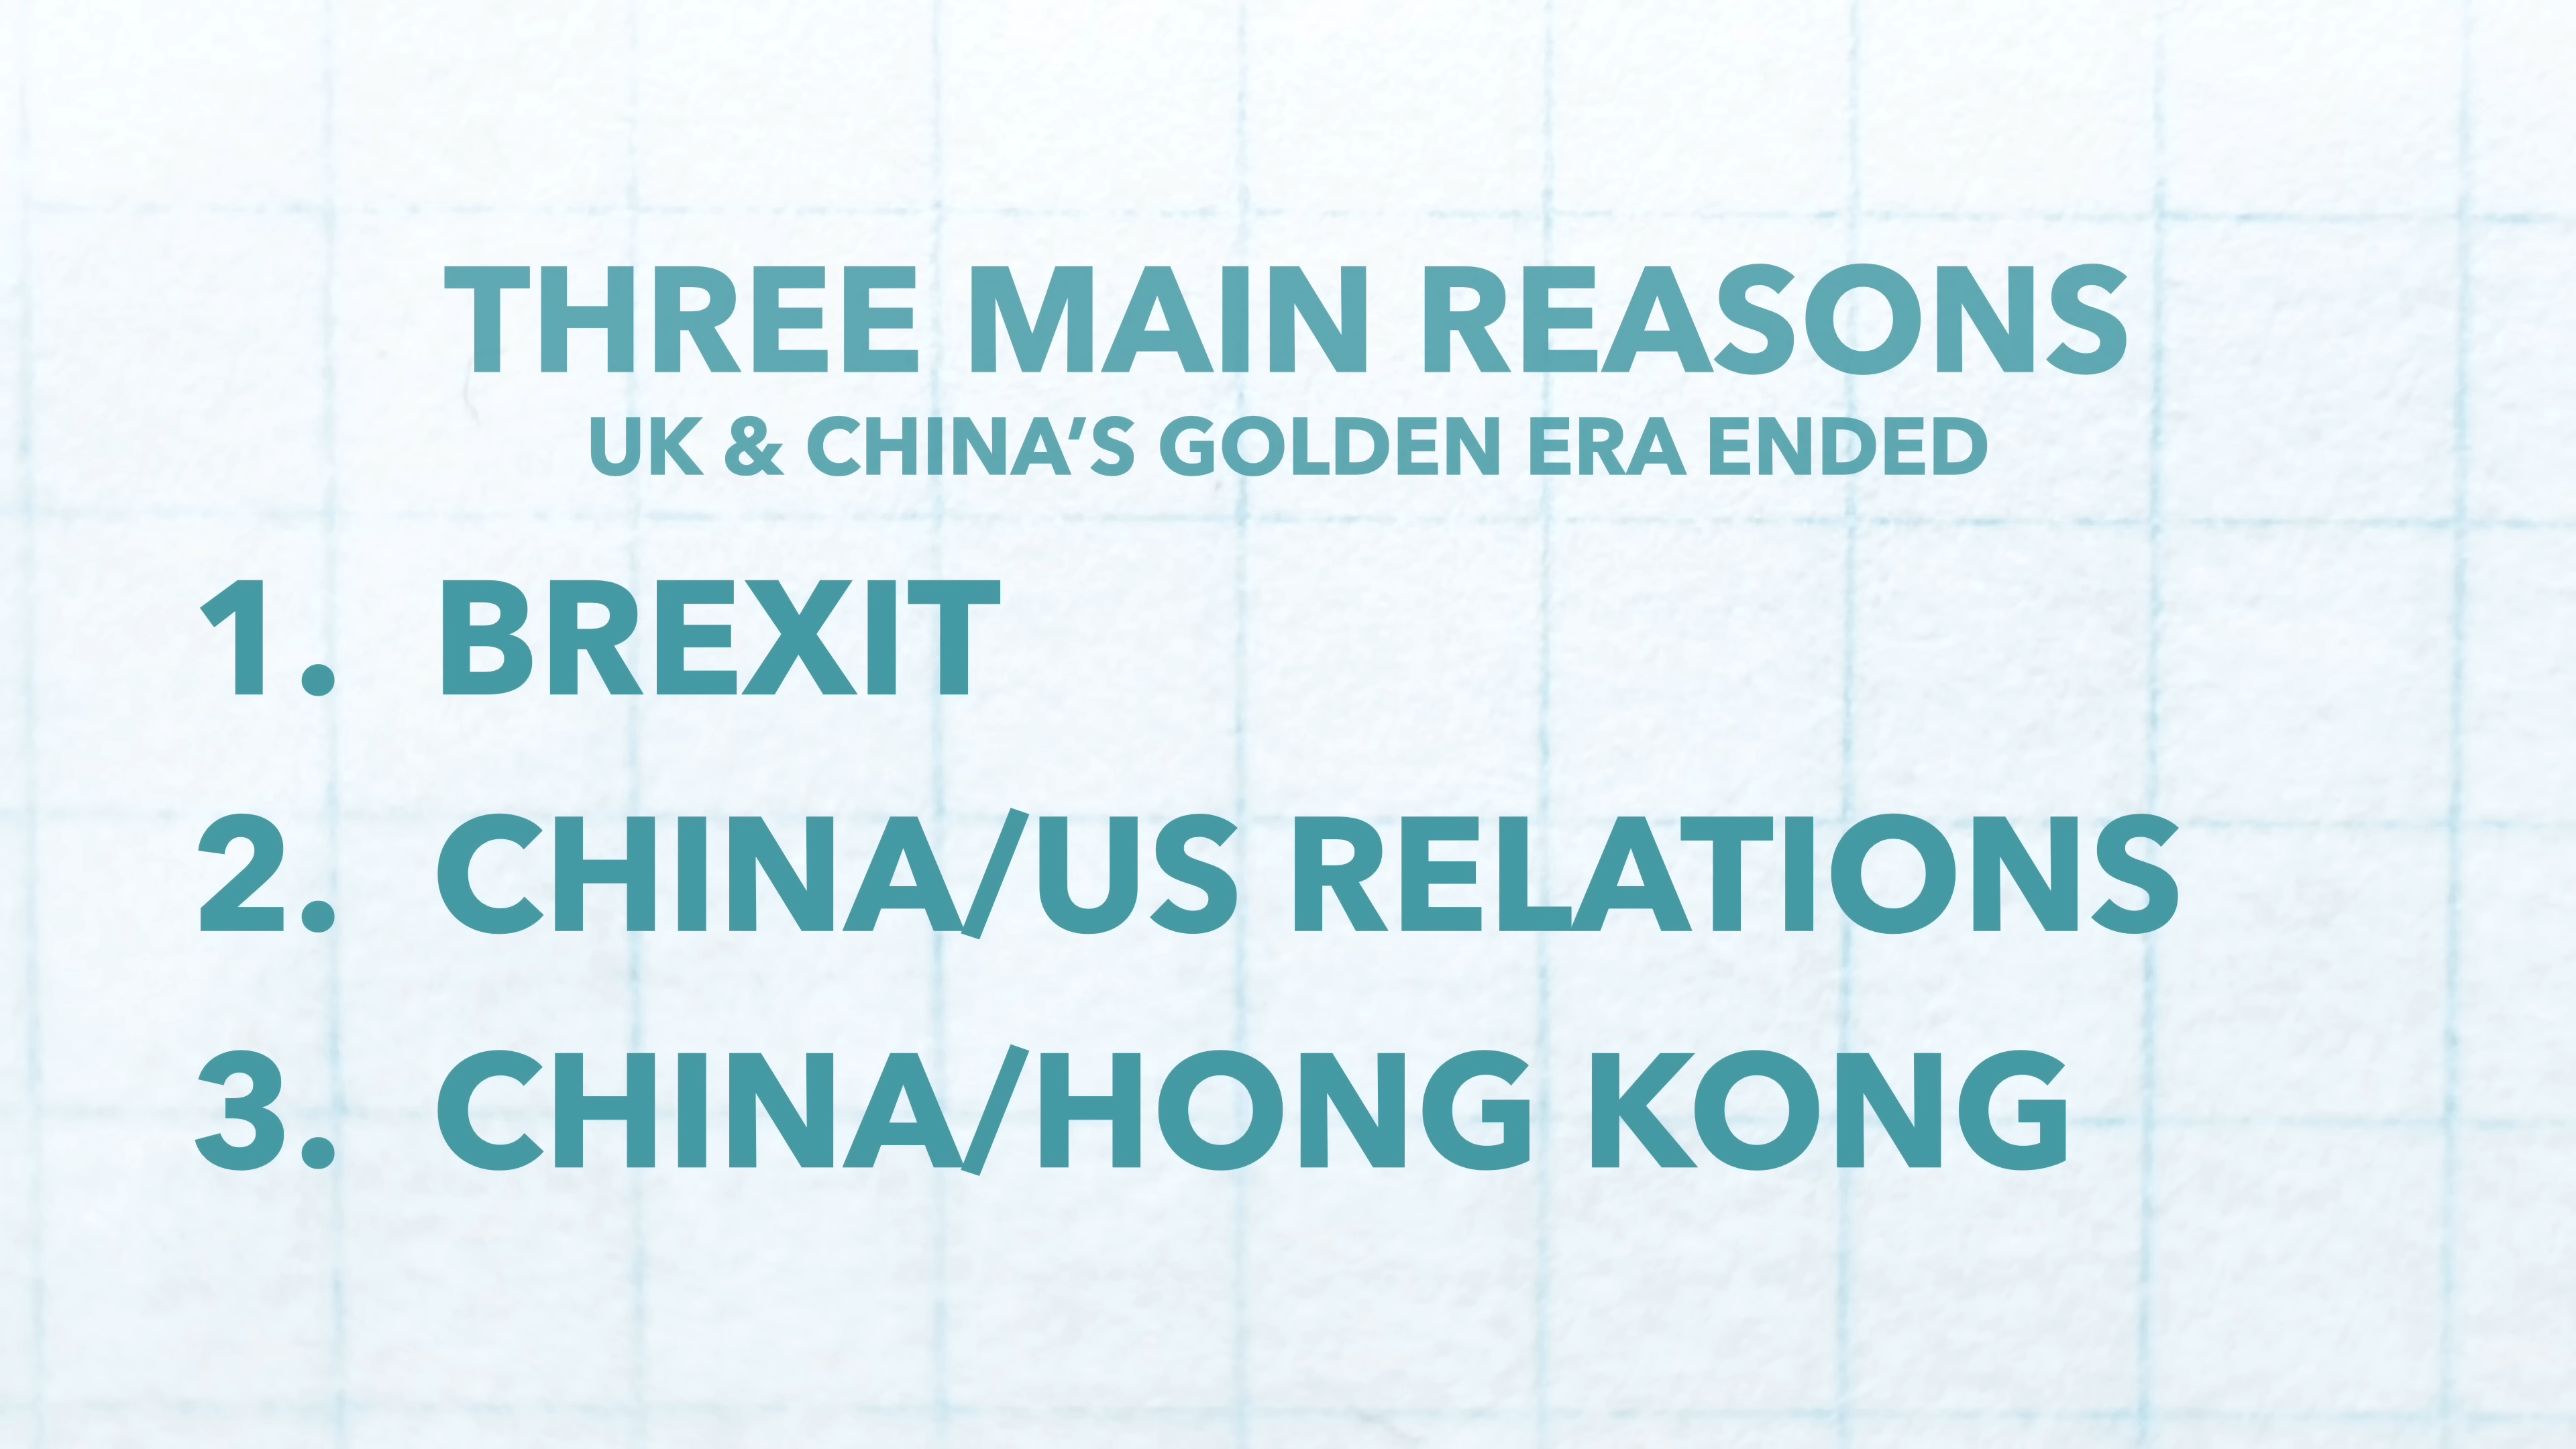 THREE MAIN REASONS
UK & CHINA’S GOLDEN ERA ENDED
1. BREXIT
2. CHINA/US RELATIONS
3. CHINA/HONG KONG